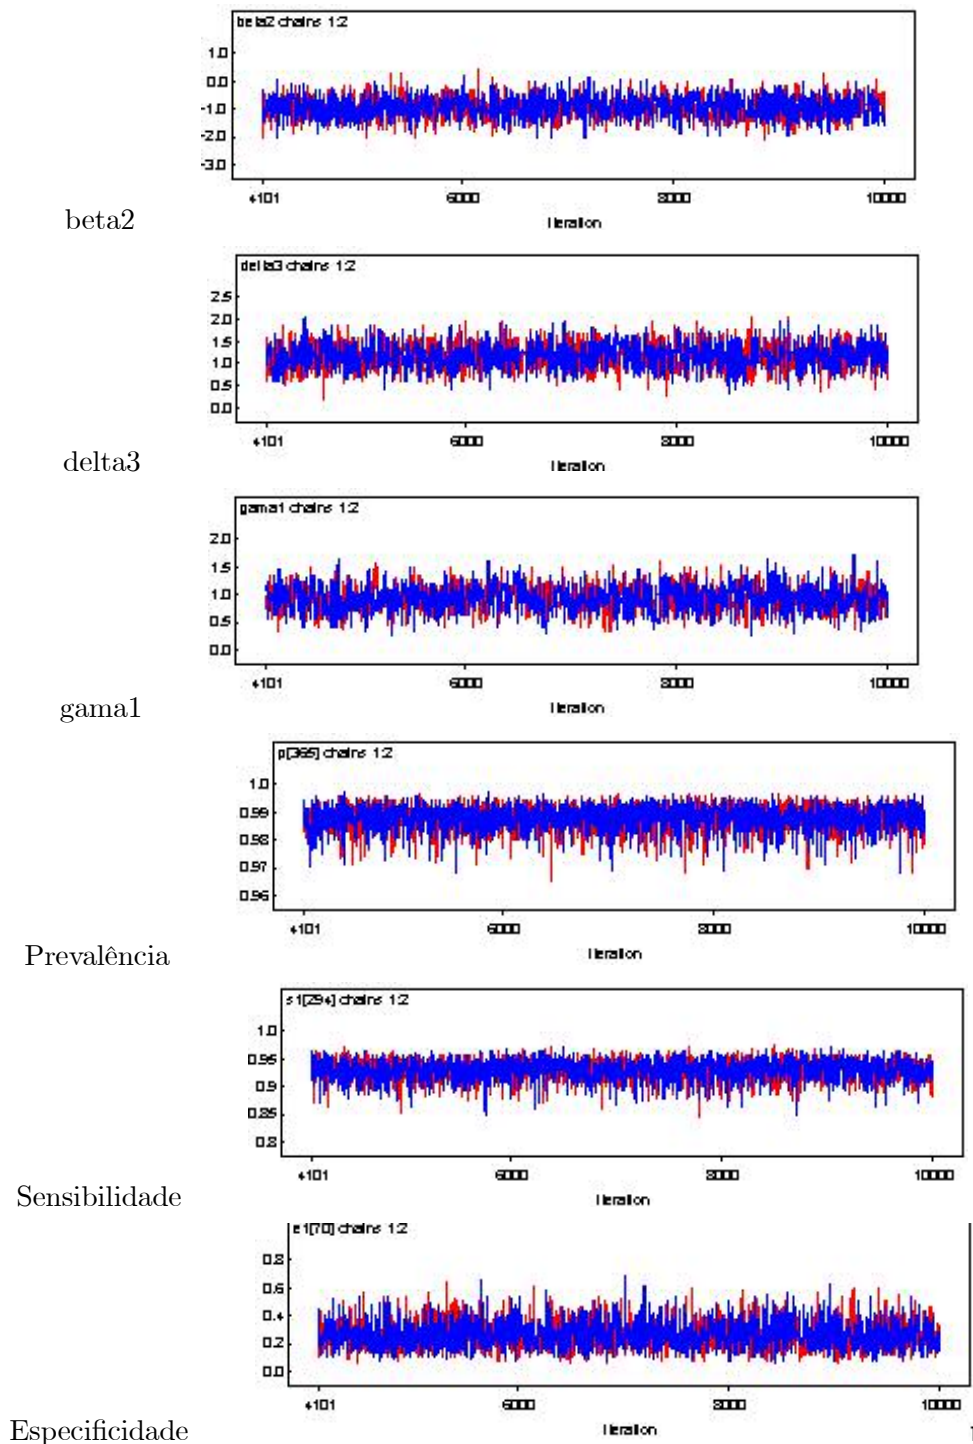 beta2 chains 1:2
1.0
0.0
-1.0
-2.0
-3.0
4101 6000 8000 10000
iteration
beta2
delta3 chains 1:2
2.5
2.0
1.5
1.0
0.5
0.0
4101 6000 8000 10000
iteration
delta3
gama1 chains 1:2
2.0
1.5
1.0
0.5
0.0
4101 6000 8000 10000
iteration
gama1
p[365] chains 1:2
1.0
0.99
0.98
0.97
0.96
4101 6000 8000 10000
iteration
Prevalência
s1[294] chains 1:2
1.0
0.95
0.9
0.85
0.8
4101 6000 8000 10000
iteration
Sensibilidade
e1[70] chains 1:2
0.8
0.6
0.4
0.2
0.0
4101 6000 8000 10000
iteration
Especificidade